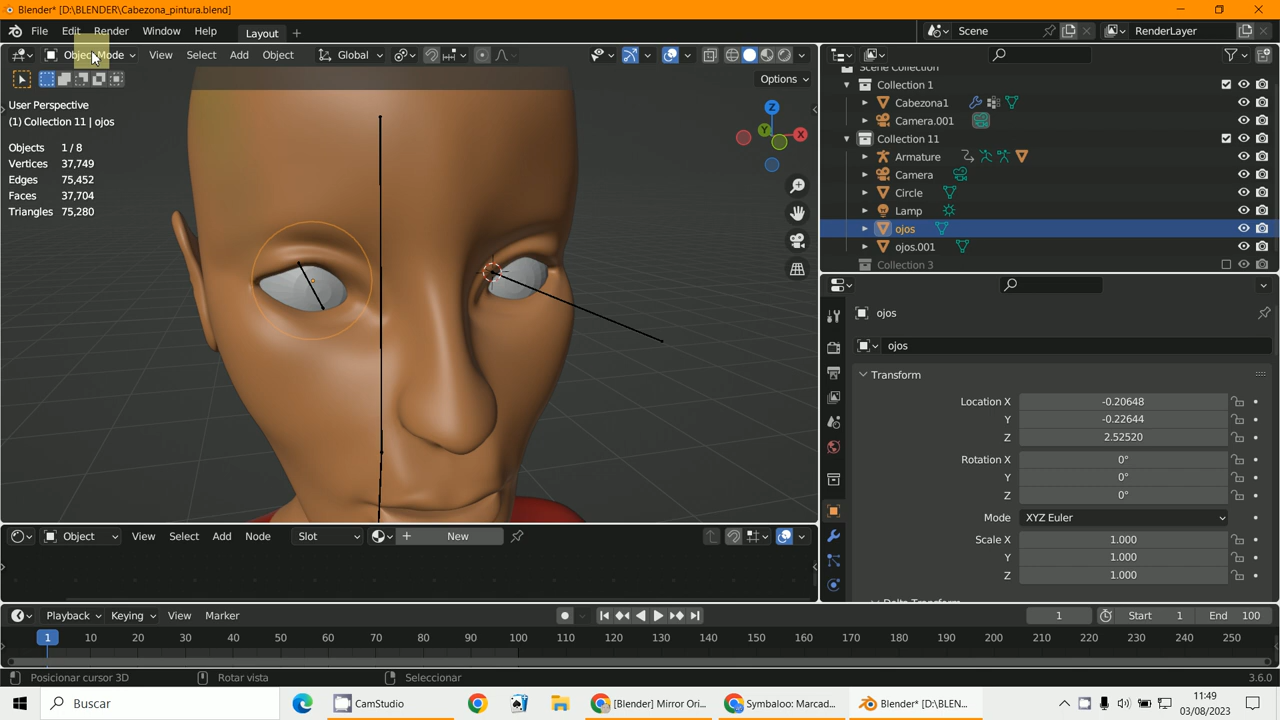 Blender* [D:\BLENDER\Cabezona_pintura.blend]
File Edit Render Window Help Layout Scene RenderLayer
Object Mode View Select Add Object Global
Options
User Perspective
(1) Collection 11 | ojos
Objects 1 / 8
Vertices 37,749
Edges 75,452
Faces 37,704
Triangles 75,280
Z
Y
X
Scene Collection
Collection 1
Cabezona1
Camera.001
Collection 11
Armature
Camera
Circle
Lamp
ojos
ojos.001
Collection 3
ojos
ojos
Transform
Location X -0.20648
Y -0.22644
Z 2.52520
Rotation X 0°
Y 0°
Z 0°
Mode XYZ Euler
Scale X 1.000
Y 1.000
Z 1.000
Delta Transform
Object View Select Add Node Slot New
Playback Keying View Marker 1 Start 1 End 100
1 10 20 30 40 50 60 70 80 90 100 110 120 130 140 150 160 170 180 190 200 210 220 230 240 250
Posicionar cursor 3D Rotar vista Seleccionar 3.6.0
Buscar CamStudio [Blender] Mirror Ori... Symbaloo: Marcad... Blender* [D:\BLEN...
11:49
03/08/2023